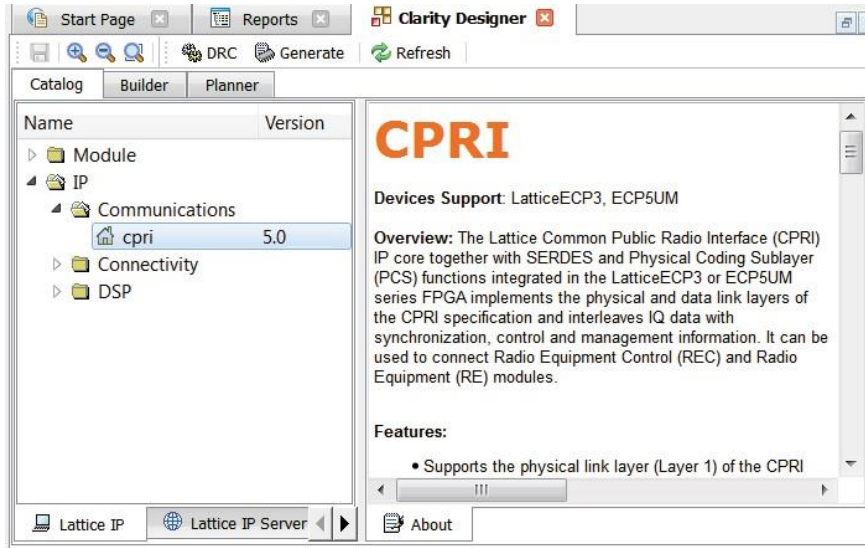 Start Page Reports Clarity Designer
DRC Generate Refresh
Catalog Builder Planner
Name Version
Module
IP
Communications
cpri 5.0
Connectivity
DSP
Lattice IP Lattice IP Server
CPRI
Devices Support: LatticeECP3, ECP5UM
Overview: The Lattice Common Public Radio Interface (CPRI)
IP core together with SERDES and Physical Coding Sublayer
(PCS) functions integrated in the LatticeECP3 or ECP5UM
series FPGA implements the physical and data link layers of
the CPRI specification and interleaves IQ data with
synchronization, control and management information. It can be
used to connect Radio Equipment Control (REC) and Radio
Equipment (RE) modules.
Features:
• Supports the physical link layer (Layer 1) of the CPRI
About